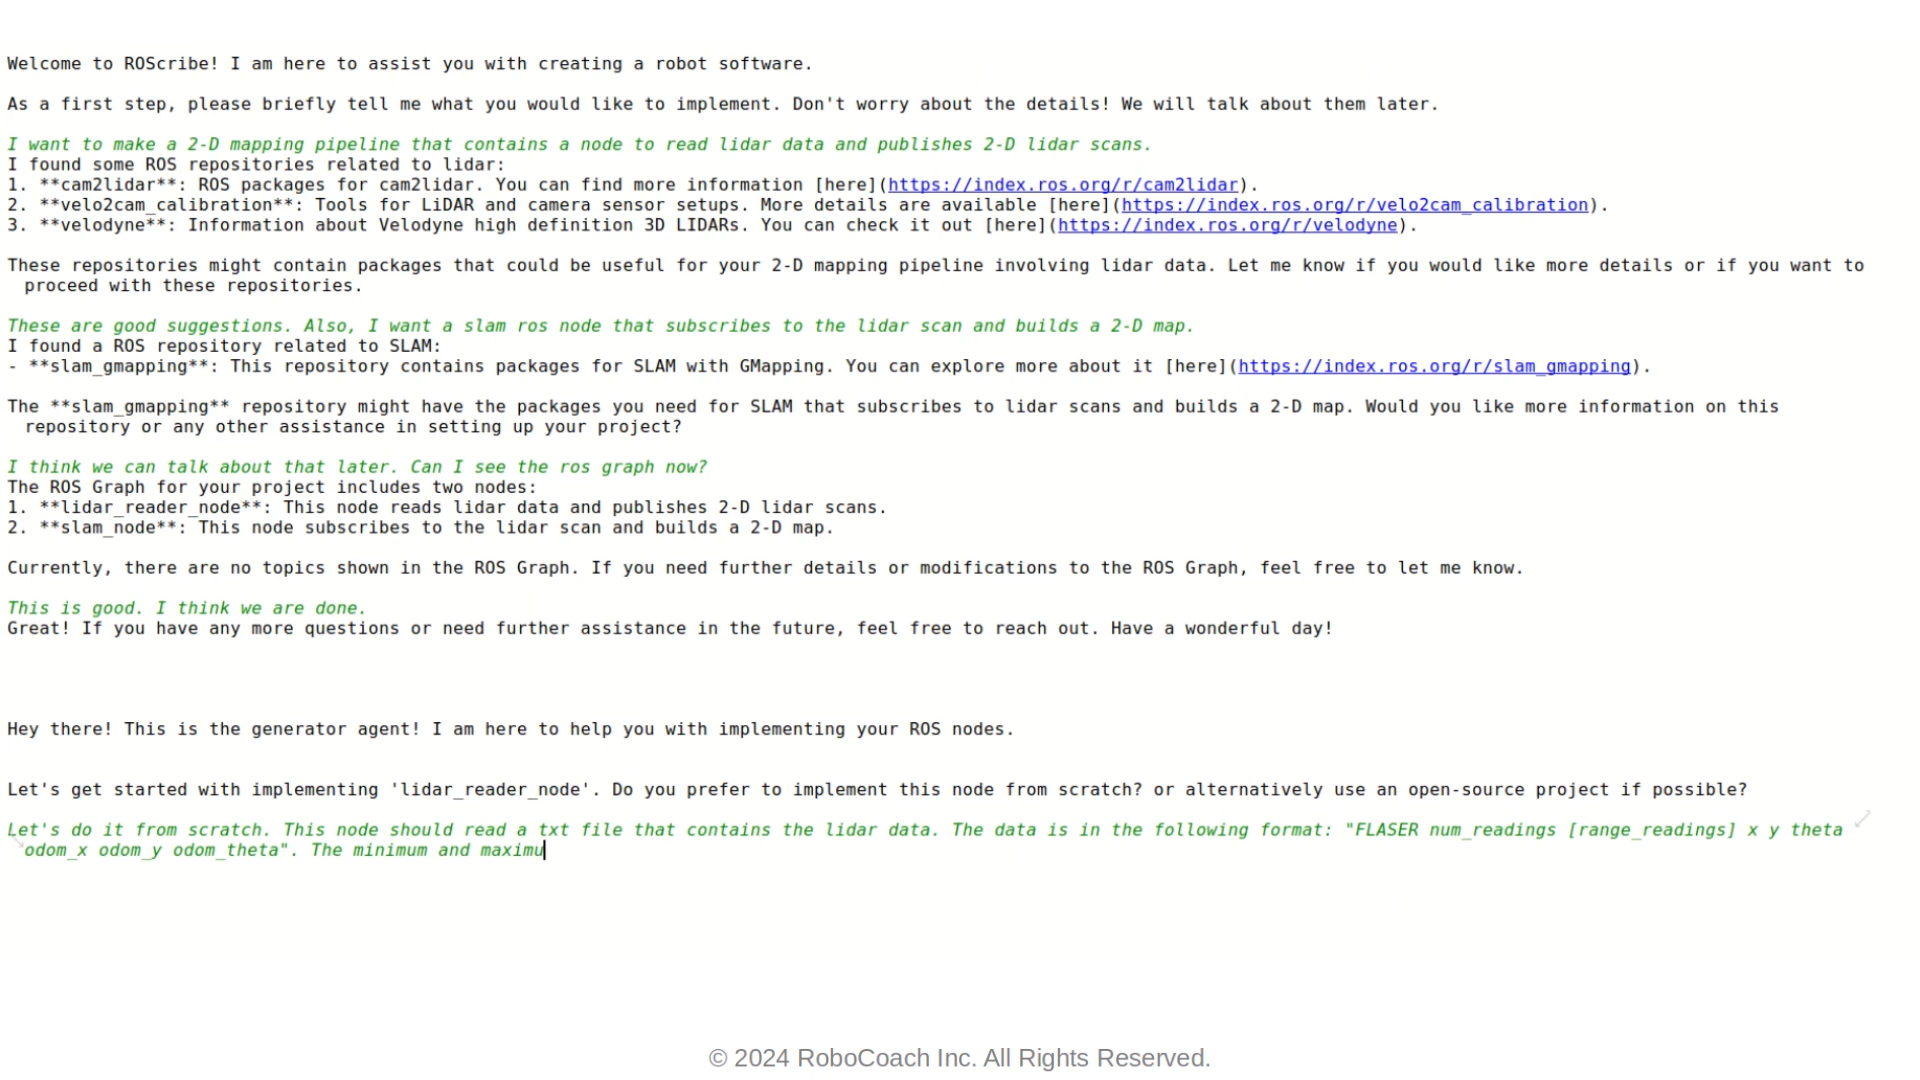 Welcome to ROScribe! I am here to assist you with creating a robot software.
As a first step, please briefly tell me what you would like to implement. Don't worry about the details! We will talk about them later.
I want to make a 2-D mapping pipeline that contains a node to read lidar data and publishes 2-D lidar scans.
I found some ROS repositories related to lidar:
1. **cam2lidar**: ROS packages for cam2lidar. You can find more information [here](https://index.ros.org/r/cam2lidar).
2. **velo2cam_calibration**: Tools for LiDAR and camera sensor setups. More details are available [here](https://index.ros.org/r/velo2cam_calibration).
3. **velodyne**: Information about Velodyne high definition 3D LIDARs. You can check it out [here](https://index.ros.org/r/velodyne).
These repositories might contain packages that could be useful for your 2-D mapping pipeline involving lidar data. Let me know if you would like more details or if you want to
proceed with these repositories.
These are good suggestions. Also, I want a slam ros node that subscribes to the lidar scan and builds a 2-D map.
I found a ROS repository related to SLAM:
- **slam_gmapping**: This repository contains packages for SLAM with GMapping. You can explore more about it [here](https://index.ros.org/r/slam_gmapping).
The **slam_gmapping** repository might have the packages you need for SLAM that subscribes to lidar scans and builds a 2-D map. Would you like more information on this
repository or any other assistance in setting up your project?
I think we can talk about that later. Can I see the ros graph now?
The ROS Graph for your project includes two nodes:
1. **lidar_reader_node**: This node reads lidar data and publishes 2-D lidar scans.
2. **slam_node**: This node subscribes to the lidar scan and builds a 2-D map.
Currently, there are no topics shown in the ROS Graph. If you need further details or modifications to the ROS Graph, feel free to let me know.
This is good. I think we are done.
Great! If you have any more questions or need further assistance in the future, feel free to reach out. Have a wonderful day!
Hey there! This is the generator agent! I am here to help you with implementing your ROS nodes.
Let's get started with implementing 'lidar_reader_node'. Do you prefer to implement this node from scratch? or alternatively use an open-source project if possible?
Let's do it from scratch. This node should read a txt file that contains the lidar data. The data is in the following format: "FLASER num_readings [range_readings] x y theta
odom_x odom_y odom_theta". The minimum and maximu
© 2024 RoboCoach Inc. All Rights Reserved.